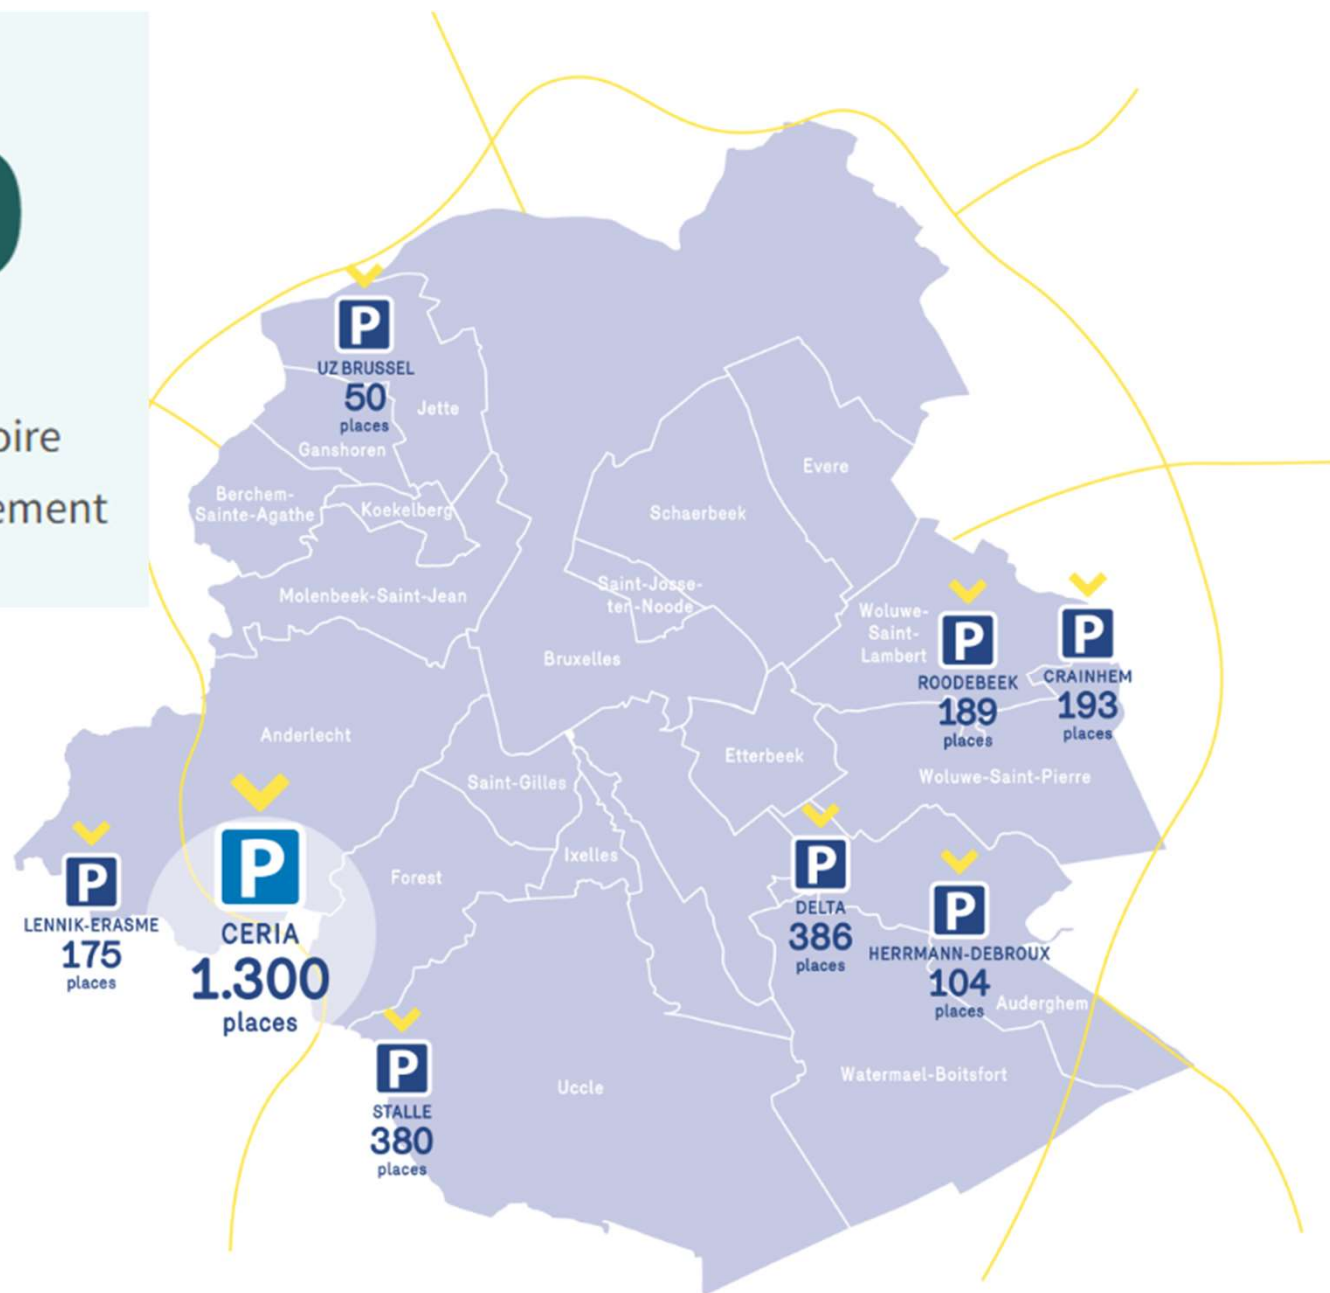 oire
ement
P
UZ BRUSSEL
50
places
Jette
Ganshoren
Berchem-
Sainte-Agathe
Koekelberg
Molenbeek-Saint-Jean
Evere
Schaerbeek
Saint-Josse-
ter-Noode
Bruxelles
Woluwe-
Saint-
Lambert
P
ROODEBEEK
189
places
P
CRAINHEM
193
places
Anderlecht
Saint-Gilles
Etterbeek
Woluwe-Saint-Pierre
P
LENNIK-ERASME
175
places
P
CERIA
1.300
places
Forest
Ixelles
P
DELTA
386
places
P
HERRMANN-DEBROUX
104
places
Auderghem
P
STALLE
380
places
Uccle
Watermael-Boitsfort